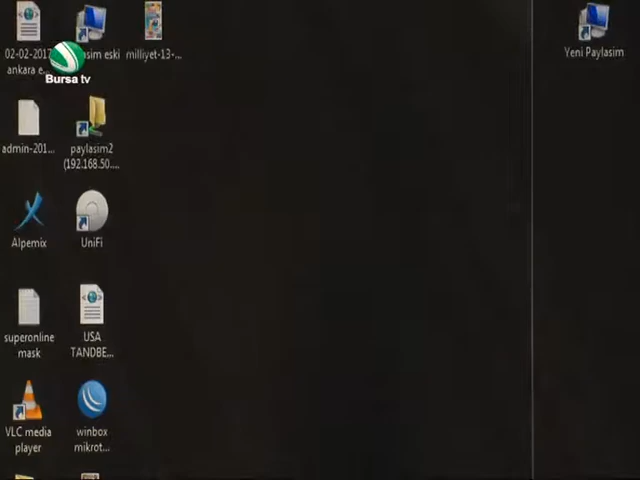 02-02-2017
ankara e...
Bursa tv
asim eski
milliyet-13-...
Yeni Paylasim
admin-201...
paylasim2
(192.168.50....
Alpemix
UniFi
superonline
mask
USA
TANDBE...
VLC media
player
winbox
mikrot...